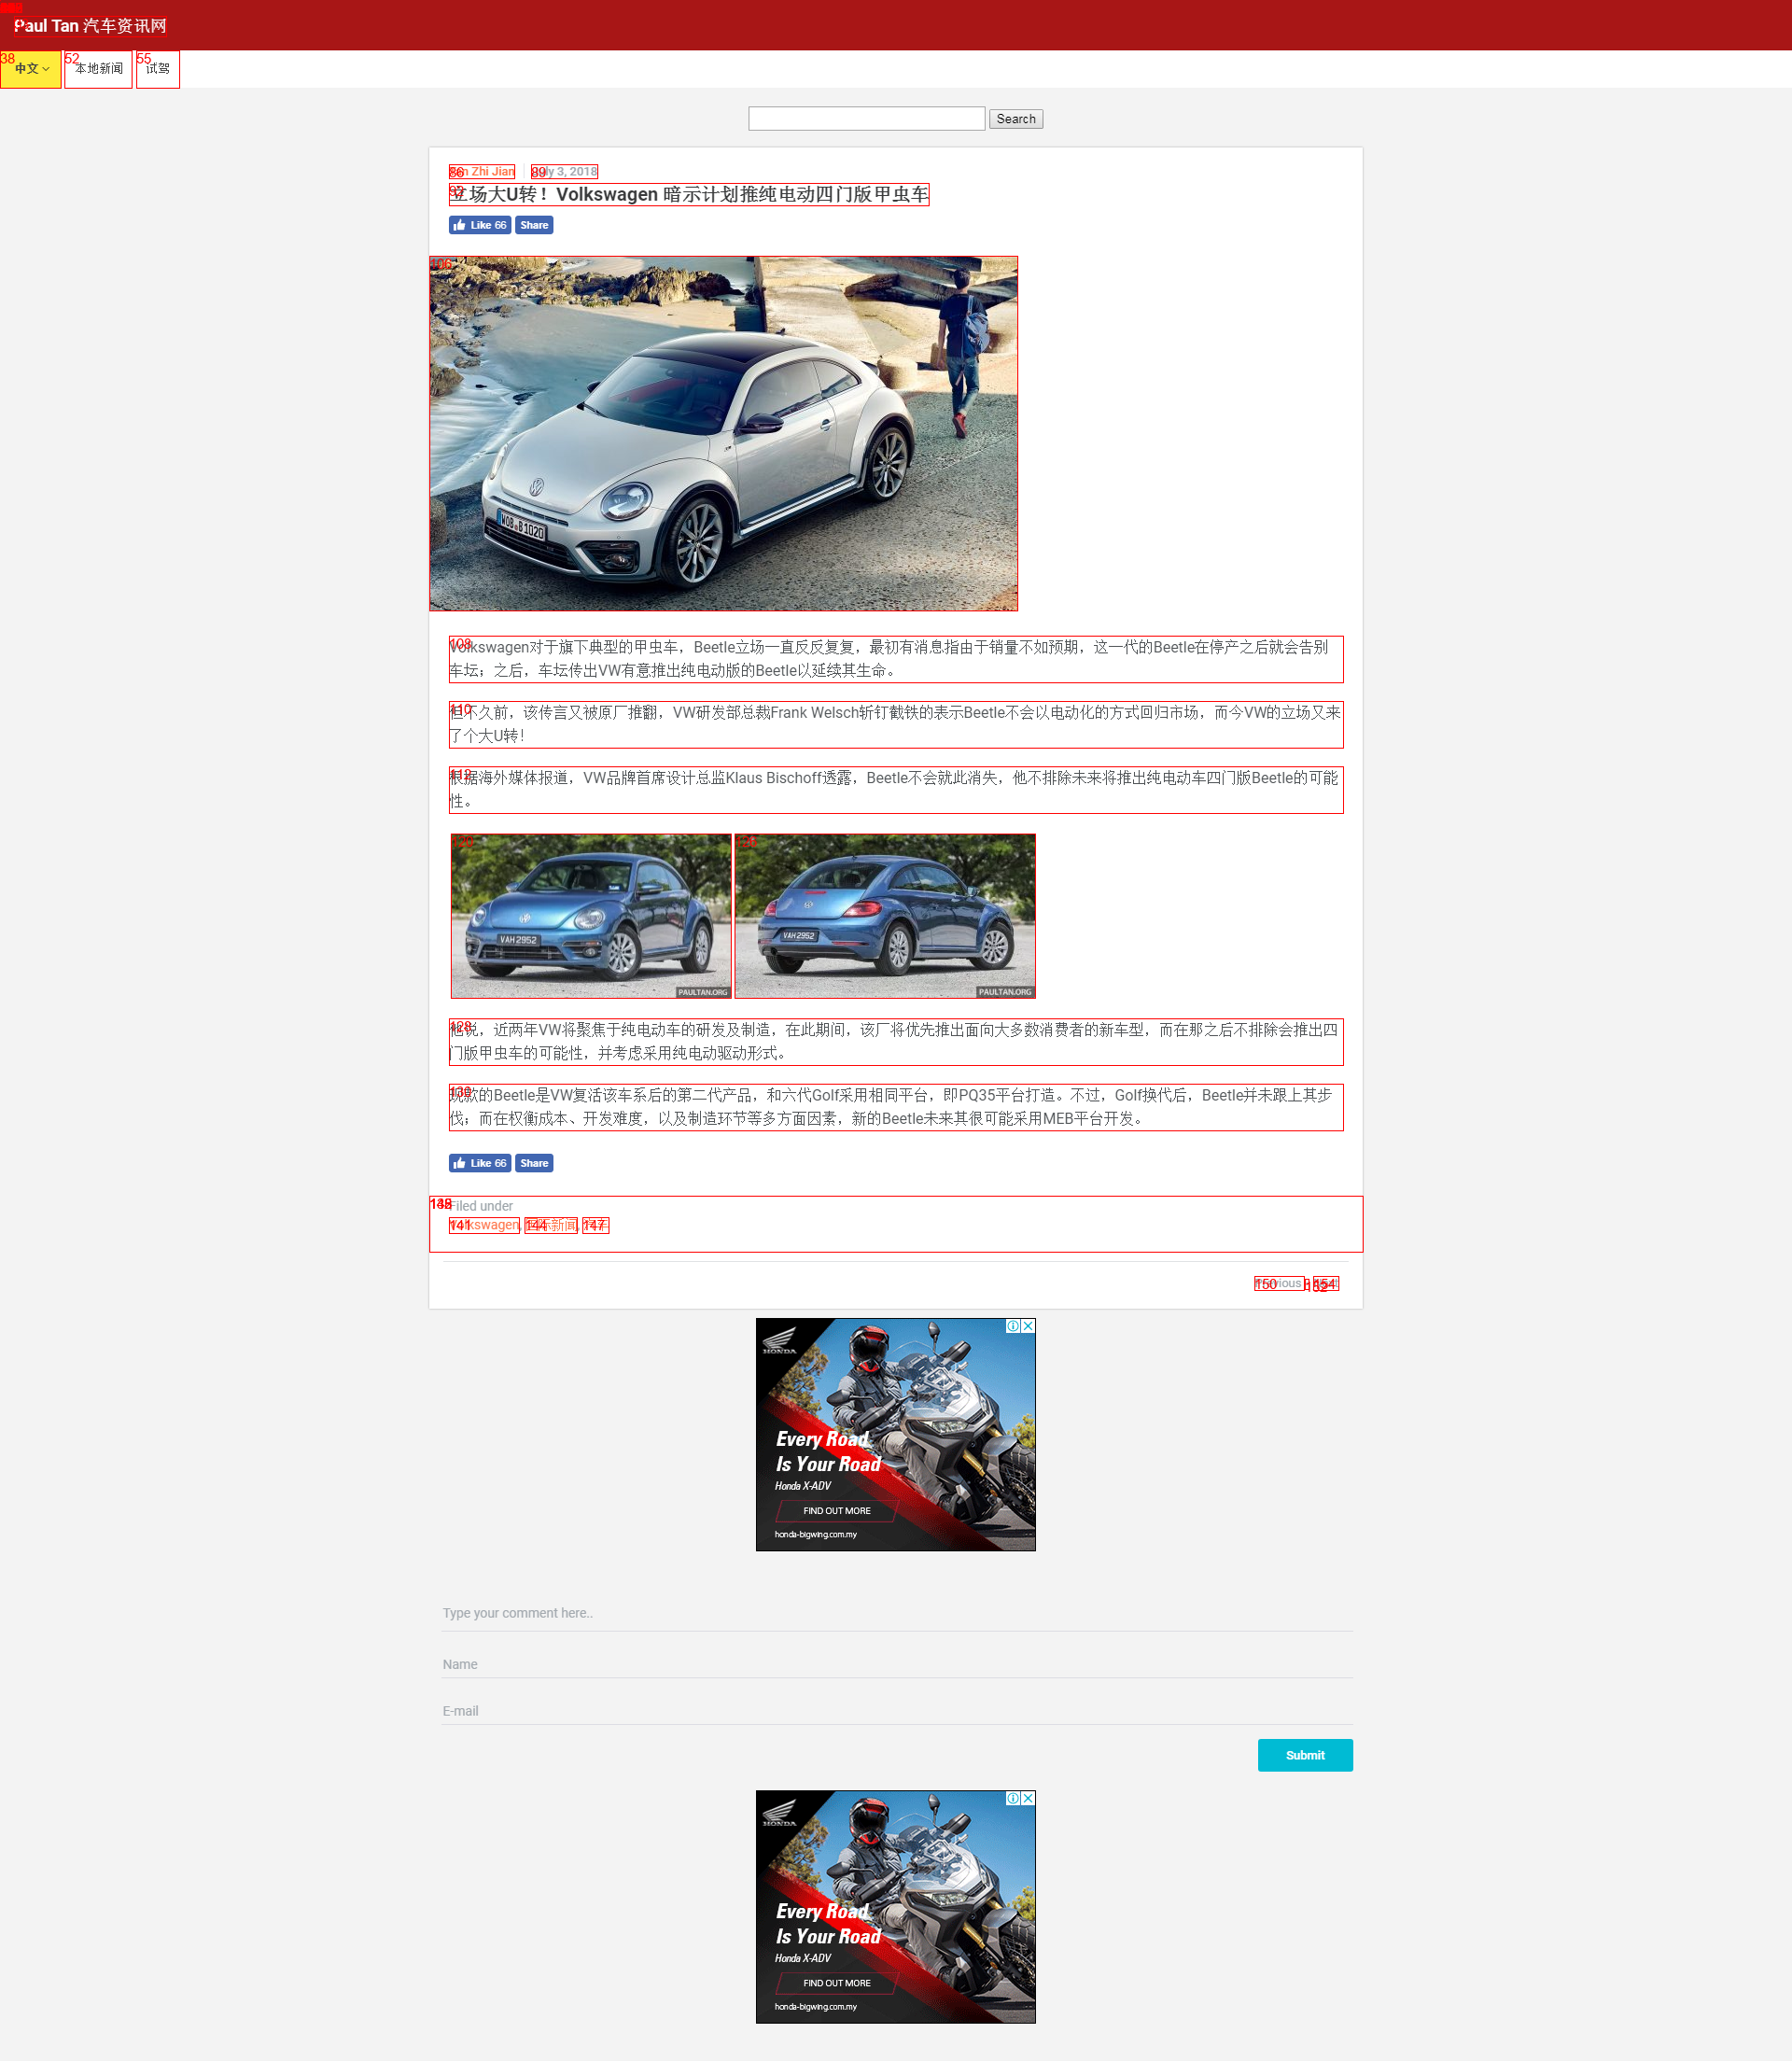 Paul Tan 汽车资讯网
38
52
55
中文
本地新闻
试驾
Search
86
89
Zhi Jian
3, 2018
立场大U转！Volkswagen 暗示计划推纯电动四门版甲虫车
Like 66
Share
106
WOB B 1020
108
Volkswagen对于旗下典型的甲虫车，Beetle立场一直反反复复，最初有消息指由于销量不如预期，这一代的Beetle在停产之后就会告别
车坛；之后，车坛传出VW有意推出纯电动版的Beetle以延续其生命。
110
但不久前，该传言又被原厂推翻，VW研发部总裁Frank Welsch斩钉截铁的表示Beetle不会以电动化的方式回归市场，而今VW的立场又来
了个大U转！
112
根据海外媒体报道，VW品牌首席设计总监Klaus Bischoff透露，Beetle不会就此消失，他不排除未来将推出纯电动车四门版Beetle的可能
性。
VAH 2952
PAULTAN.ORG
VAH 2952
PAULTAN.ORG
128
他说，近两年VW将聚焦于纯电动车的研发及制造，在此期间，该厂将优先推出面向大多数消费者的新车型，而在那之后不排除会推出四
门版甲虫车的可能性，并考虑采用纯电动驱动形式。
130
现款的Beetle是VW复活该车系后的第二代产品，和六代Golf采用相同平台，即PQ35平台打造。不过，Golf换代后，Beetle并未跟上其步
伐；而在权衡成本、开发难度，以及制造环节等多方面因素，新的Beetle未来其很可能采用MEB平台开发。
Like 66
Share
Filed under
141
Volkswagen,
144
国际新闻,
147
150
Previous
154
HONDA
Every Road
Is Your Road
Honda X-ADV
FIND OUT MORE
honda-bigwing.com.my
Type your comment here..
Name
E-mail
Submit
HONDA
Every Road
Is Your Road
Honda X-ADV
FIND OUT MORE
honda-bigwing.com.my